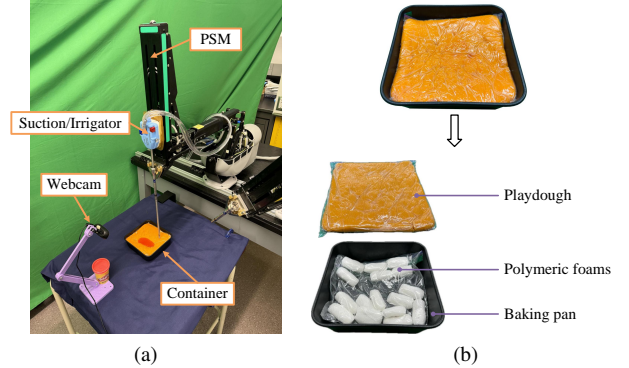 PSM
Suction/Irrigator
Webcam
Container
(a)
Playdough
Polymeric foams
Baking pan
(b)